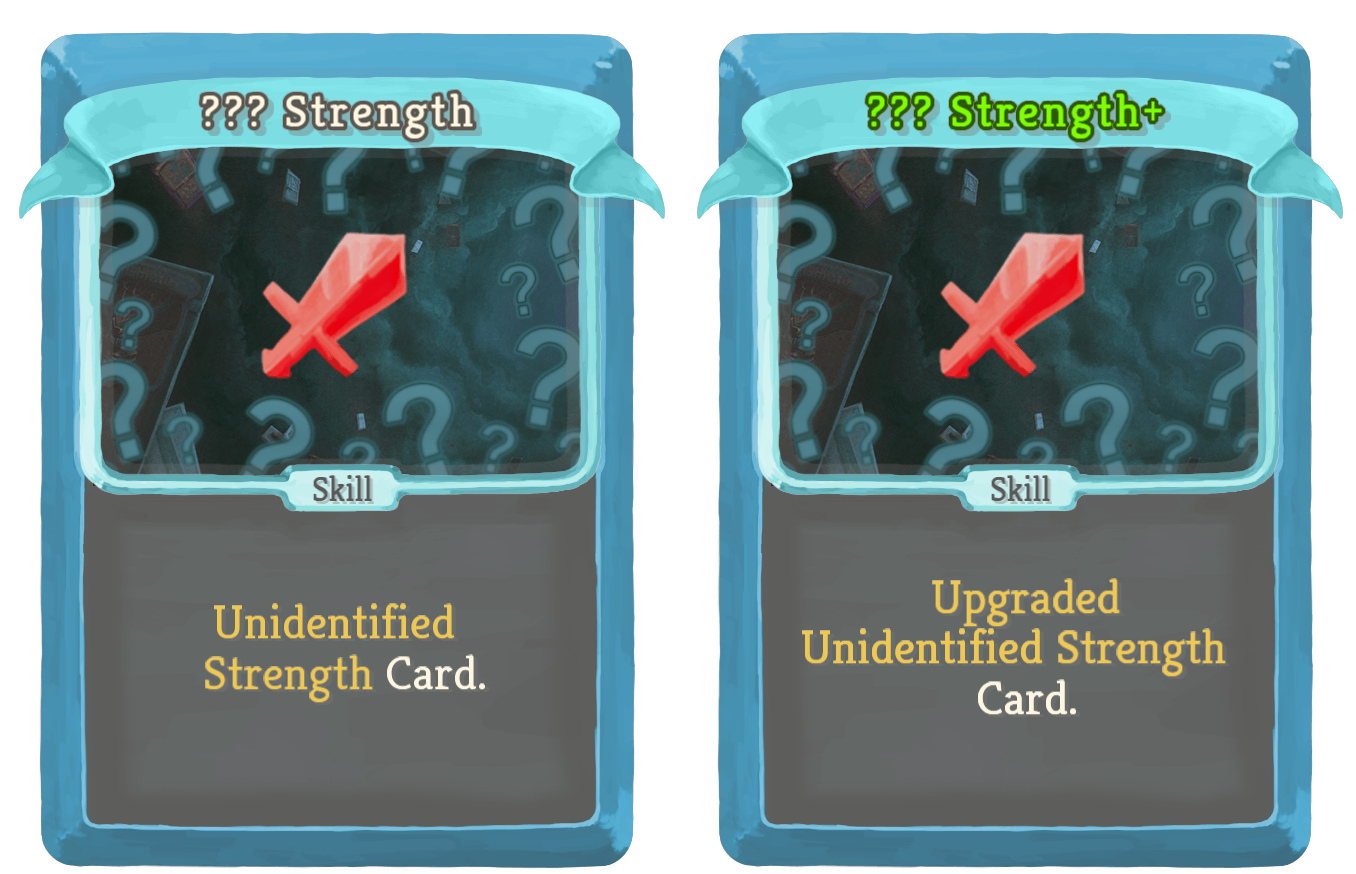 ??? Strength
Skill
Unidentified
Strength Card.
??? Strength+
Skill
Upgraded
Unidentified Strength
Card.